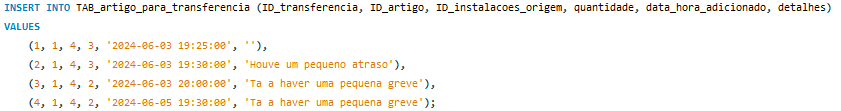 INSERT INTO TAB_artigo_para_transferencia (ID_transferencia, ID_artigo, ID_instalacoes_origem, quantidade, data_hora_adicionado, detalhes)
VALUES
(1, 1, 4, 3, '2024-06-03 19:25:00', ''),
(2, 1, 4, 3, '2024-06-03 19:30:00', 'Houve um pequeno atraso'),
(3, 1, 4, 2, '2024-06-03 20:00:00', 'Ta a haver uma pequena greve'),
(4, 1, 4, 2, '2024-06-05 19:30:00', 'Ta a haver uma pequena greve');